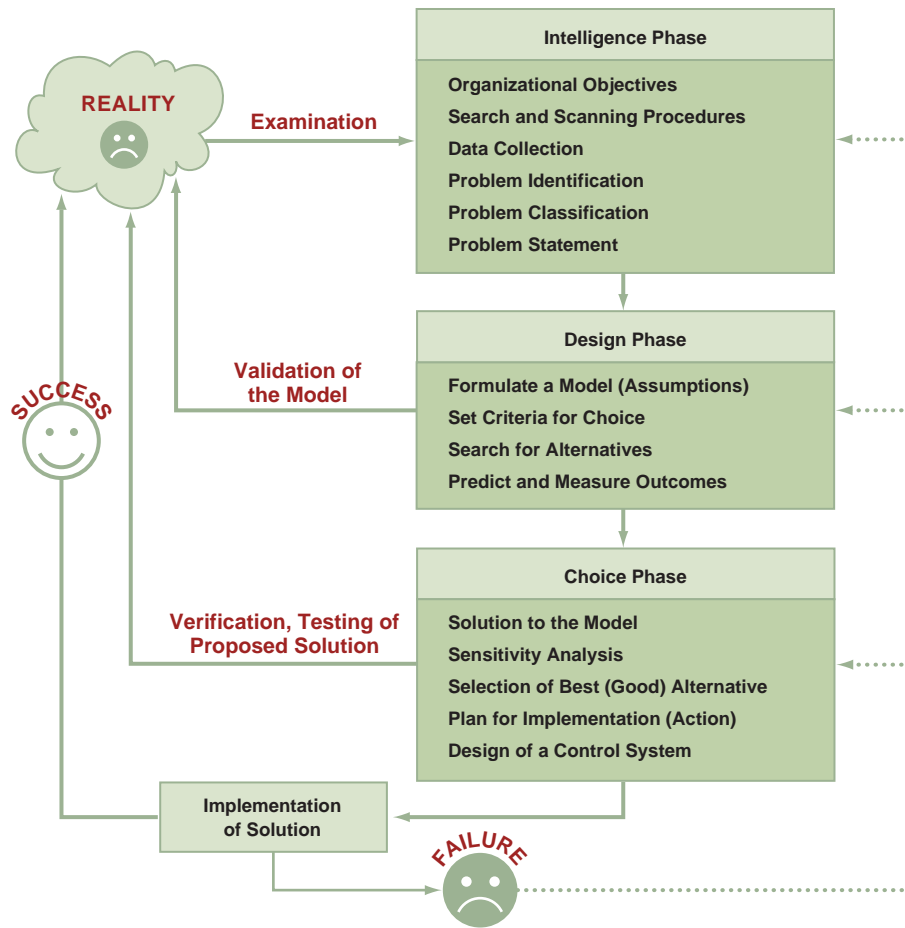 Intelligence Phase
Organizational Objectives
Search and Scanning Procedures
Data Collection
Problem Identification
Problem Classification
Problem Statement
REALITY
Examination
Design Phase
Formulate a Model (Assumptions)
Set Criteria for Choice
Search for Alternatives
Predict and Measure Outcomes
Validation of
the Model
SUCCESS
Choice Phase
Solution to the Model
Sensitivity Analysis
Selection of Best (Good) Alternative
Plan for Implementation (Action)
Design of a Control System
Verification, Testing of
Proposed Solution
Implementation
of Solution
FAILURE